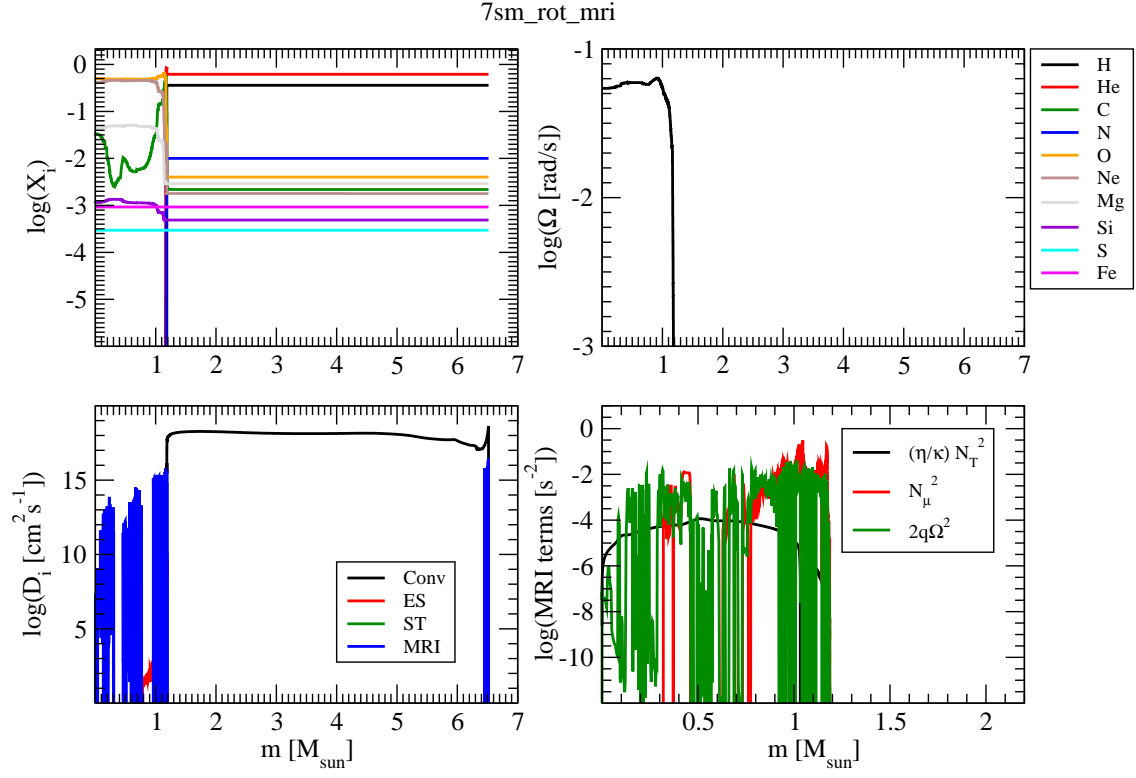 7sm_rot_mri
0
-1
-2
-3
-4
-5
log(X_i)
1 2 3 4 5 6 7
-1
-2
-3
log(Ω [rad/s])
1 2 3 4 5 6 7
H
He
C
N
O
Ne
Mg
Si
S
Fe
15
10
5
log(D_i [cm^2 s^-1]
1 2 3 4 5 6 7
m [M_sun]
Conv
ES
ST
MRI
0
-2
-4
-6
-8
-10
log(MRI terms [s^-2]
0.5 1 1.5 2
m [M_sun]
(η/κ) N_T^2
N_μ^2
2qΩ^2